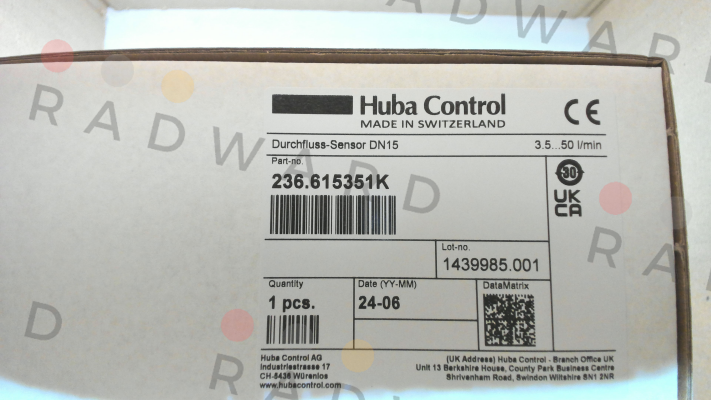 Huba Control
MADE IN SWITZERLAND
CE
Durchfluss-Sensor DN15 3.5...50 l/min
Part-no.
236.615351K
30
UK
CA
Lot-no.
1439985.001
Quantity Date (YY-MM) DataMatrix
1 pcs. 24-06
Huba Control AG
Industriestrasse 17
CH-5436 Würenlos
www.hubacontrol.com
(UK Address) Huba Control - Branch Office UK
Unit 13 Berkshire House, County Park Business Centre
Shrivenham Road, Swindon Wiltshire SN1 2NR
RADWARD
RADWARD